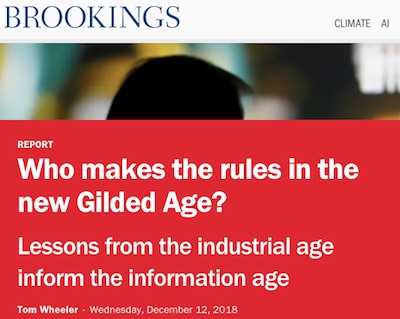 BROOKINGS
CLIMATE AI
REPORT
Who makes the rules in the
new Gilded Age?
Lessons from the industrial age
inform the information age
Tom Wheeler · Wednesday, December 12, 2018